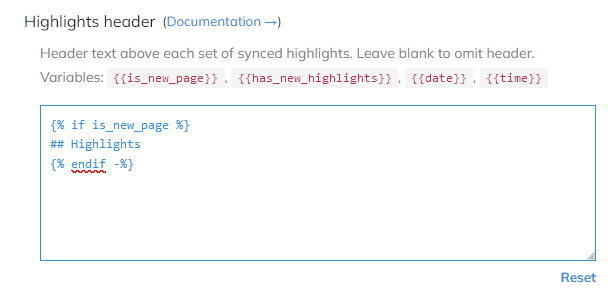 Highlights header (Documentation→)
Header text above each set of synced highlights. Leave blank to omit header.
Variables: {{is_new_page}} , {{has_new_highlights}} , {{date}} , {{time}}
{% if is_new_page %}
## Highlights
{% endif -%}
Reset